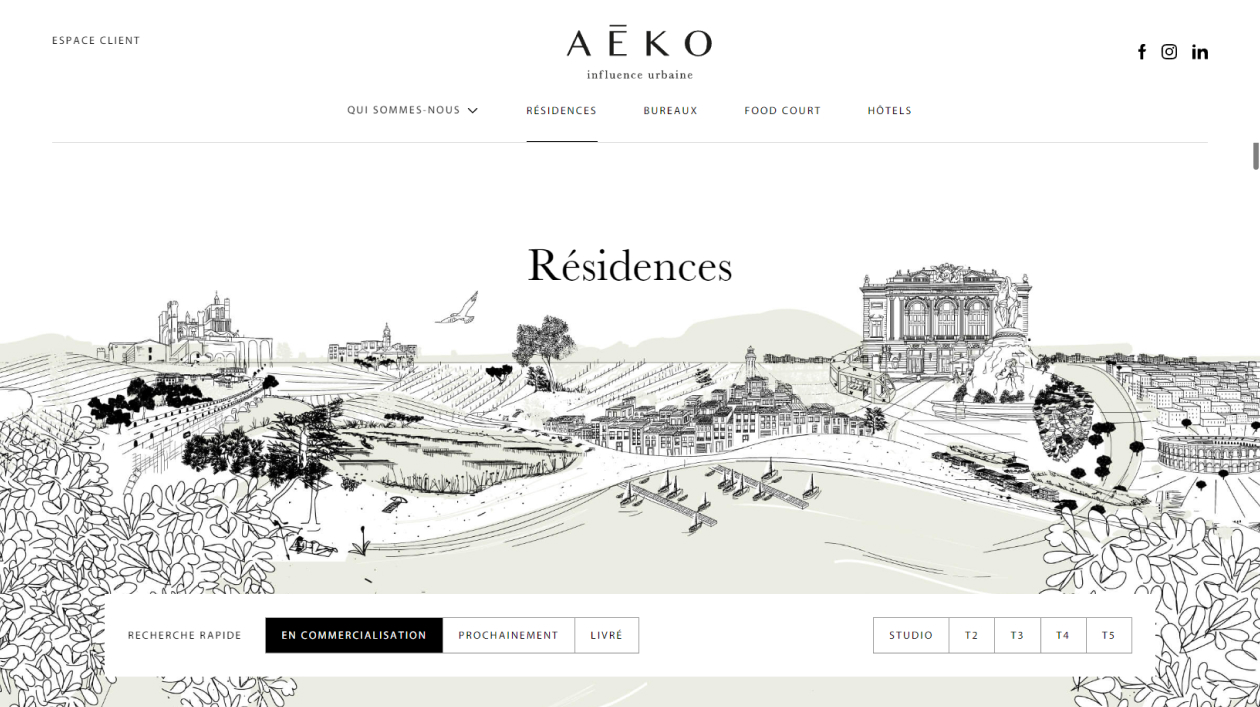 ESPACE CLIENT
AĒKO
influence urbaine
QUI SOMMES-NOUS
RÉSIDENCES
BUREAUX
FOOD COURT
HÔTELS
Résidences
RECHERCHE RAPIDE
EN COMMERCIALISATION
PROCHAINEMENT
LIVRÉ
STUDIO
T2
T3
T4
T5